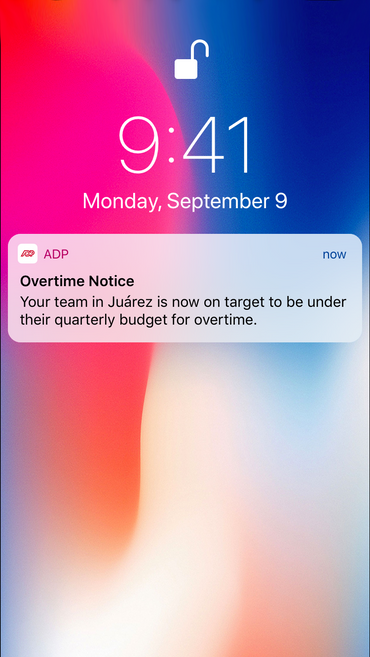 9:41
Monday, September 9
ADP now
Overtime Notice
Your team in Juárez is now on target to be under
their quarterly budget for overtime.